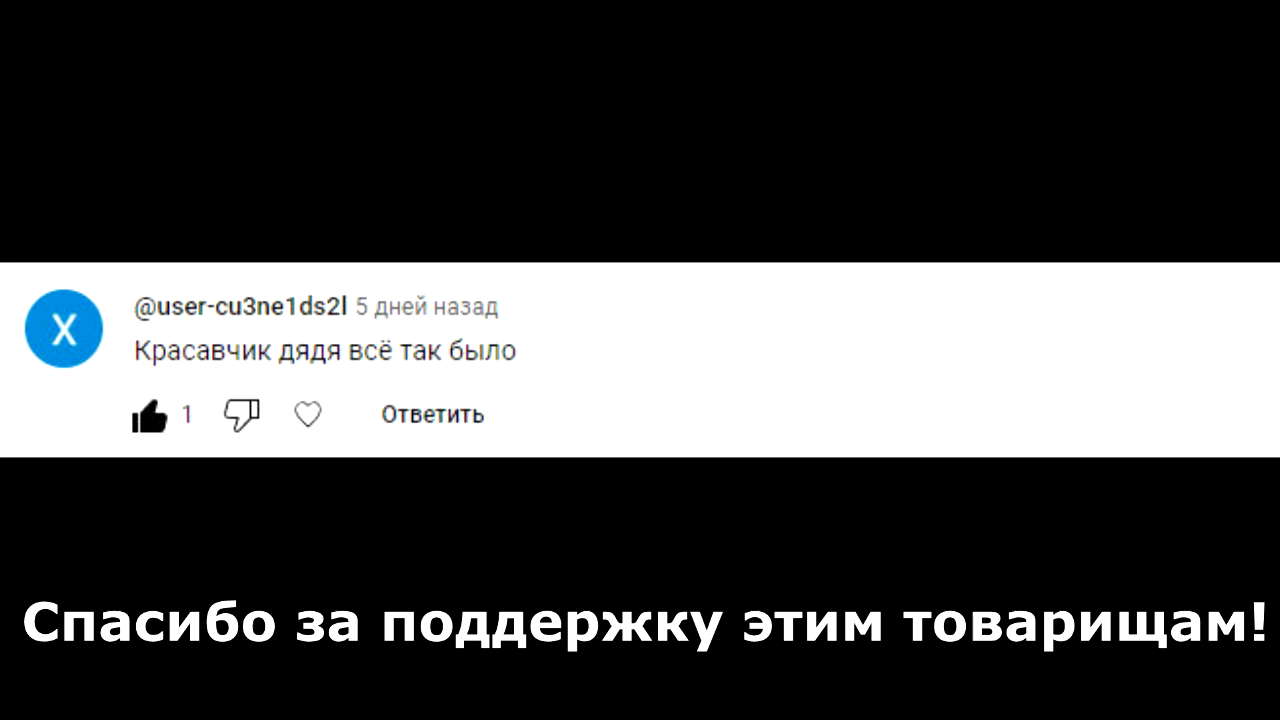 X
@user-cu3ne1ds2l 5 дней назад
Красавчик дядя всё так было
1
Ответить
Спасибо за поддержку этим товарищам!